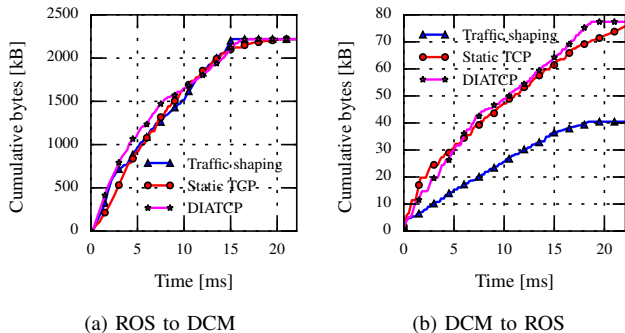 2500
2000
1500
1000
500
0
Cumulative bytes [kB]
Traffic shaping
Static TCP
DIATCP
0 5 10 15 20
Time [ms]
(a) ROS to DCM
80
70
60
50
40
30
20
10
0
Cumulative bytes [kB]
Traffic shaping
Static TCP
DIATCP
0 5 10 15 20
Time [ms]
(b) DCM to ROS